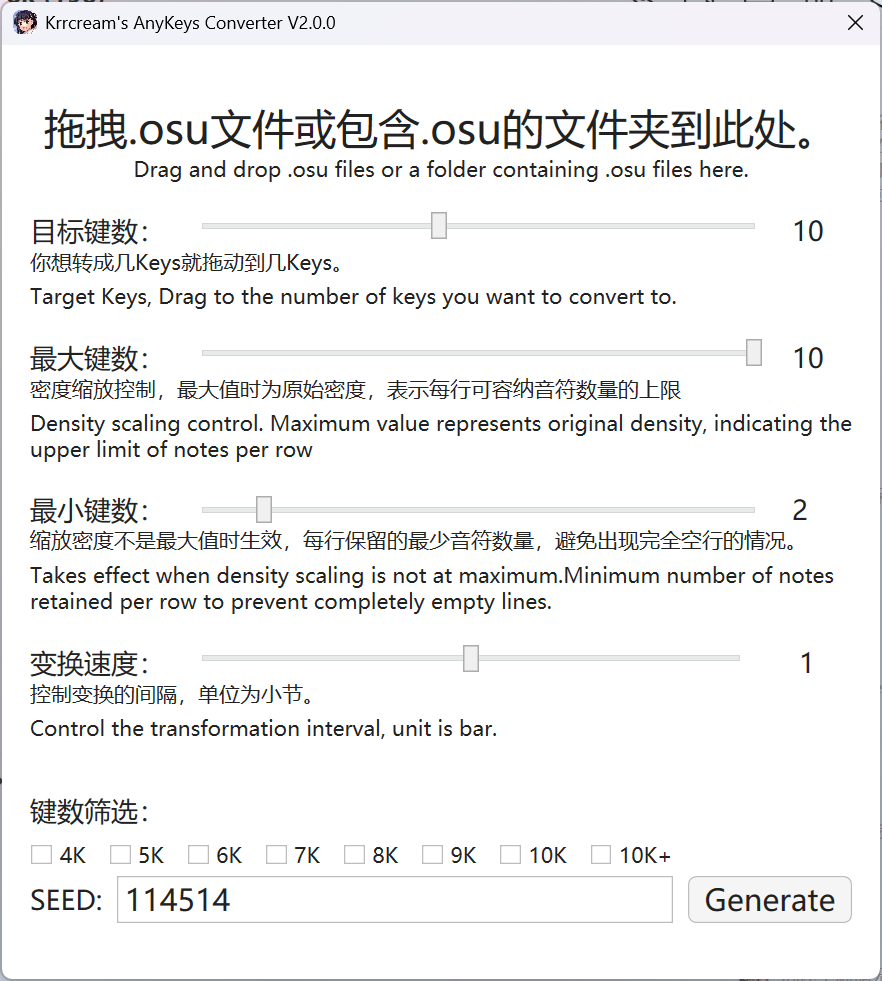 Krrcream's AnyKeys Converter V2.0.0
拖拽.osu文件或包含.osu的文件夹到此处。
Drag and drop .osu files or a folder containing .osu files here.
目标键数： 10
你想转成几Keys就拖动到几Keys。
Target Keys, Drag to the number of keys you want to convert to.
最大键数： 10
密度缩放控制，最大值时为原始密度，表示每行可容纳音符数量的上限
Density scaling control. Maximum value represents original density, indicating the
upper limit of notes per row
最小键数： 2
缩放密度不是最大值时生效，每行保留的最少音符数量，避免出现完全空行的情况。
Takes effect when density scaling is not at maximum.Minimum number of notes
retained per row to prevent completely empty lines.
变换速度： 1
控制变换的间隔，单位为小节。
Control the transformation interval, unit is bar.
键数筛选：
4K 5K 6K 7K 8K 9K 10K 10K+
SEED: 114514 Generate